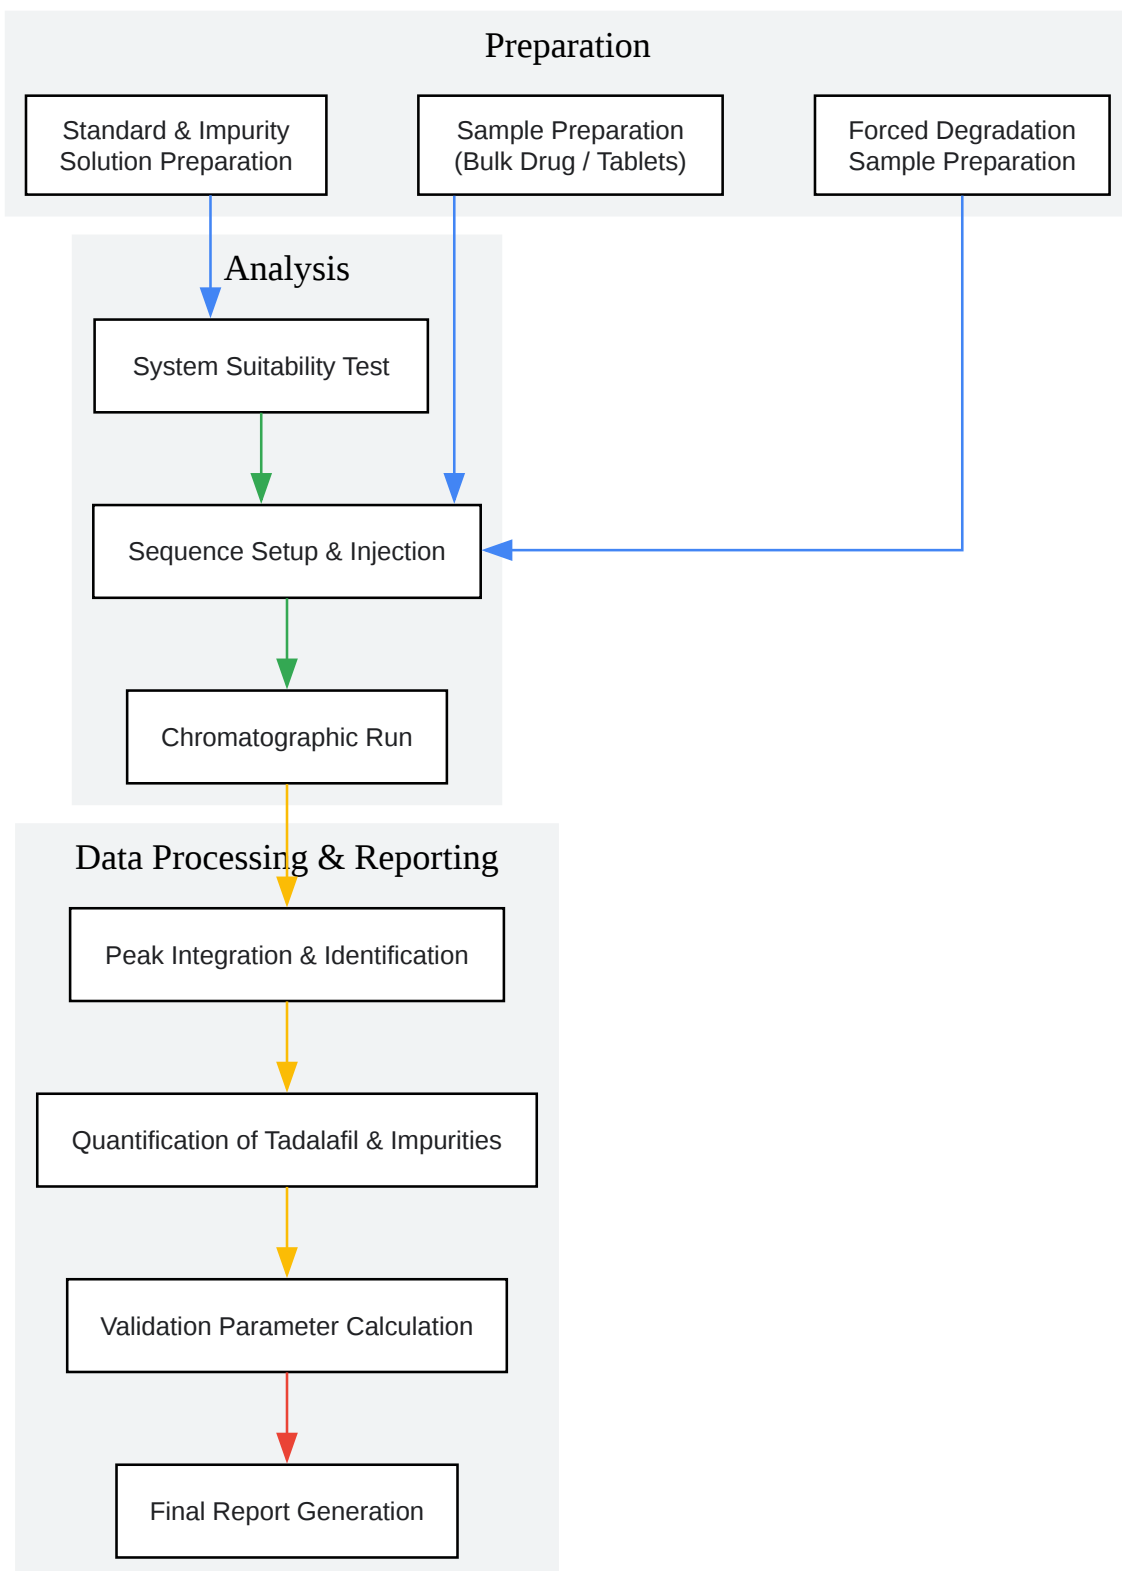 Preparation
Standard & Impurity
Solution Preparation
Sample Preparation
(Bulk Drug / Tablets)
Forced Degradation
Sample Preparation
Analysis
System Suitability Test
Sequence Setup & Injection
Chromatographic Run
Data Processing & Reporting
Peak Integration & Identification
Quantification of Tadalafil & Impurities
Validation Parameter Calculation
Final Report Generation